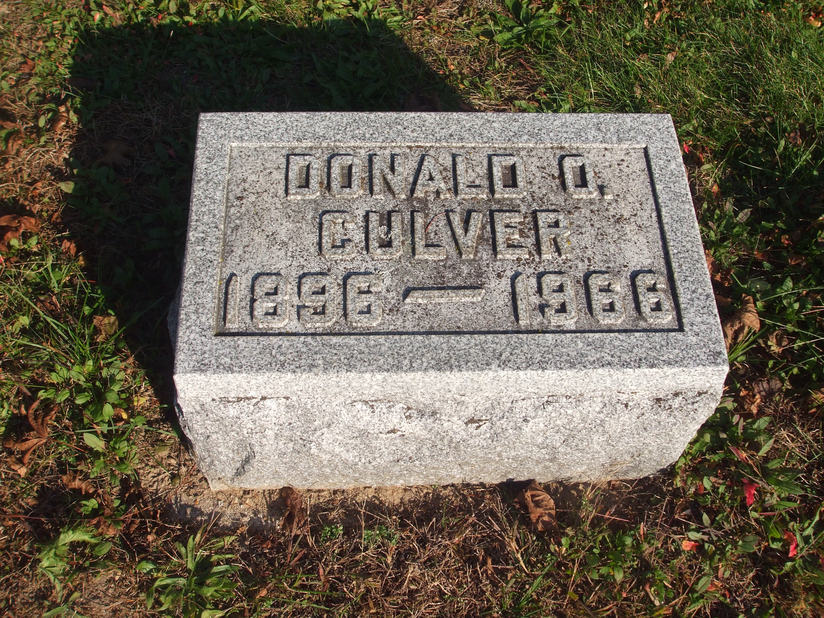 DONALD O.
CULVER
1896 — 1966